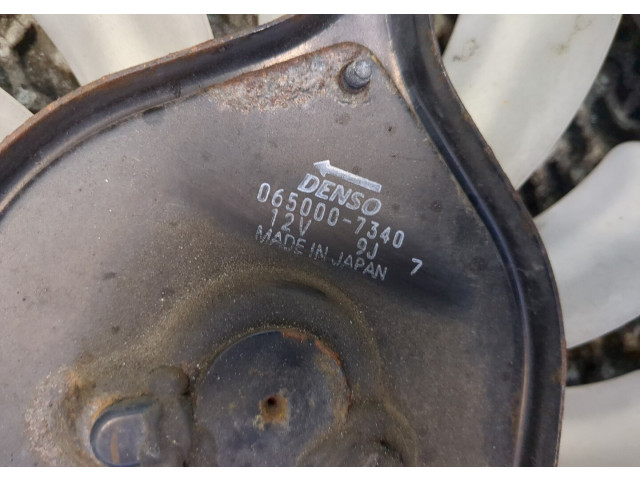 DENSO
065000-7340
12V 9J 7
MADE IN JAPAN